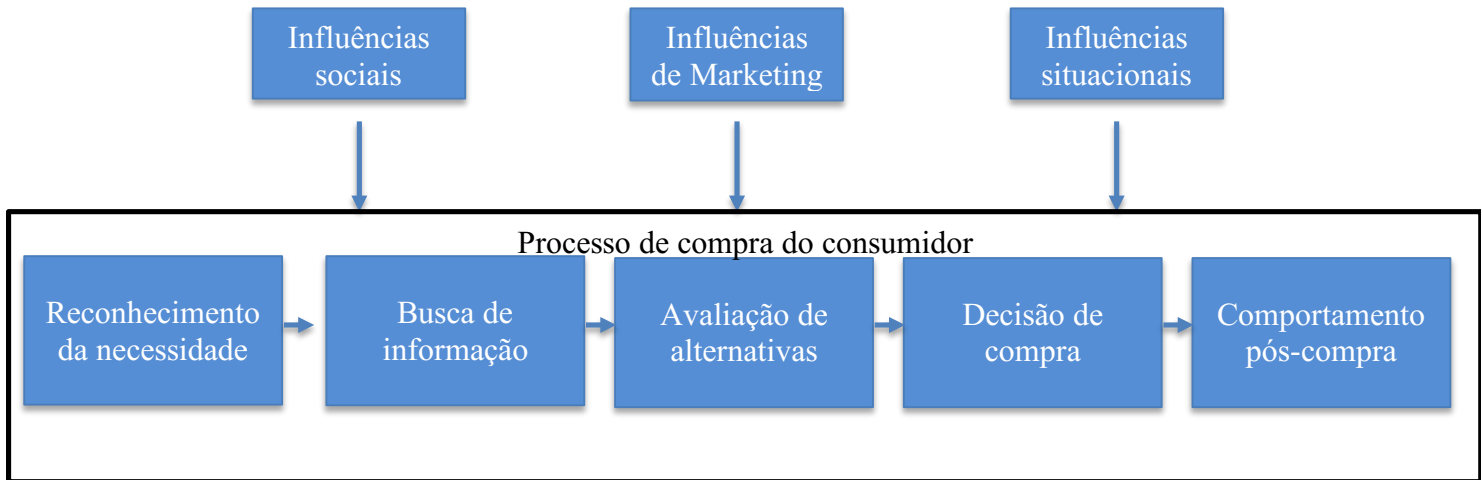 Influências
sociais
Influências
de Marketing
Influências
situacionais
Processo de compra do consumidor
Reconhecimento
da necessidade
Busca de
informação
Avaliação de
alternativas
Decisão de
compra
Comportamento
pós-compra